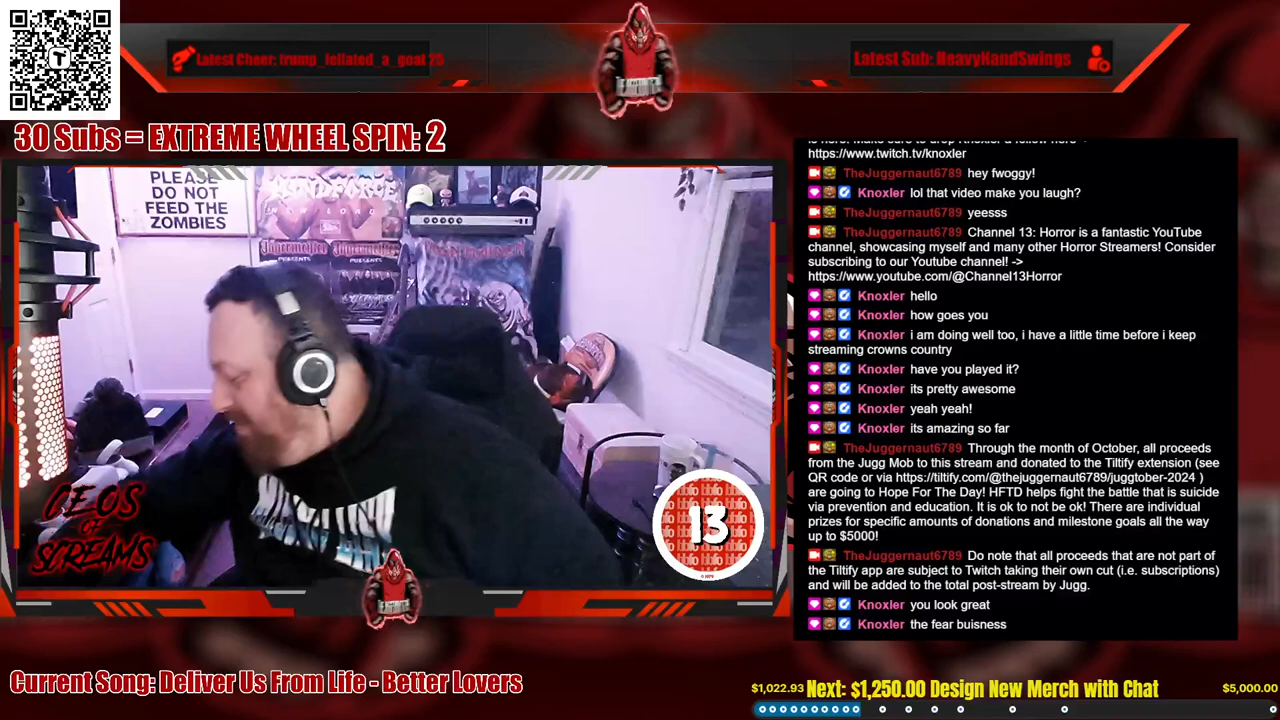 Latest Cheer: trump_fellated_a_goat 25
Latest Sub: HeavyHandSwings
30 Subs = EXTREME WHEEL SPIN: 2
PLEASE
DO NOT
FEED THE
ZOMBIES
MINDFORCE
NEW LORD
Jägermeister Jägermeister
PRESENTS PRESENTS
CEOS
OF
SCREAMS
13
https://www.twitch.tv/knoxler
TheJuggernaut6789 hey fwoggy!
Knoxler lol that video make you laugh?
TheJuggernaut6789 yeesss
TheJuggernaut6789 Channel 13: Horror is a fantastic YouTube
channel, showcasing myself and many other Horror Streamers! Consider
subscribing to our Youtube channel! ->
https://www.youtube.com/@Channel13Horror
Knoxler hello
Knoxler how goes you
Knoxler i am doing well too, i have a little time before i keep
streaming crowns country
Knoxler have you played it?
Knoxler its pretty awesome
Knoxler yeah yeah!
Knoxler its amazing so far
TheJuggernaut6789 Through the month of October, all proceeds
from the Jugg Mob to this stream and donated to the Tiltify extension (see
QR code or via https://tiltify.com/@thejuggernaut6789/juggtober-2024 )
are going to Hope For The Day! HFTD helps fight the battle that is suicide
via prevention and education. It is ok to not be ok! There are individual
prizes for specific amounts of donations and milestone goals all the way
up to $5000!
TheJuggernaut6789 Do note that all proceeds that are not part of
the Tiltify app are subject to Twitch taking their own cut (i.e. subscriptions)
and will be added to the total post-stream by Jugg.
Knoxler you look great
Knoxler the fear buisness
Current Song: Deliver Us From Life - Better Lovers
$1,022.93 Next: $1,250.00 Design New Merch with Chat $5,000.00